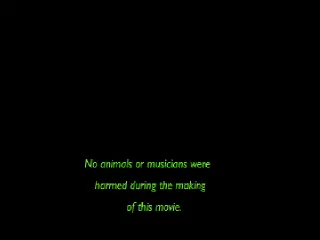 No animals or musicians were
harmed during the making
of this movie.